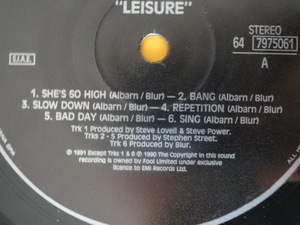 "LEISURE"
S.I.A.E.
STEREO
64 7975061
A
1. SHE'S SO HIGH (Albarn / Blur) — 2. BANG (Albarn / Blur)
3. SLOW DOWN (Albarn / Blur) — 4. REPETITION (Albarn / Blur)
5. BAD DAY (Albarn / Blur) — 6. SING (Albarn / Blur)
Trk 1 Produced by Steve Lovell & Steve Power.
Trks 2 - 5 Produced by Stephen Street.
Trk 6 Produced by Blur.
℗ 1991 Except Trks 1 & 6 ℗ 1990 The Copyright in this sound
recording is owned by Food Limited under exclusive
licence to EMI Records Ltd.
ALL